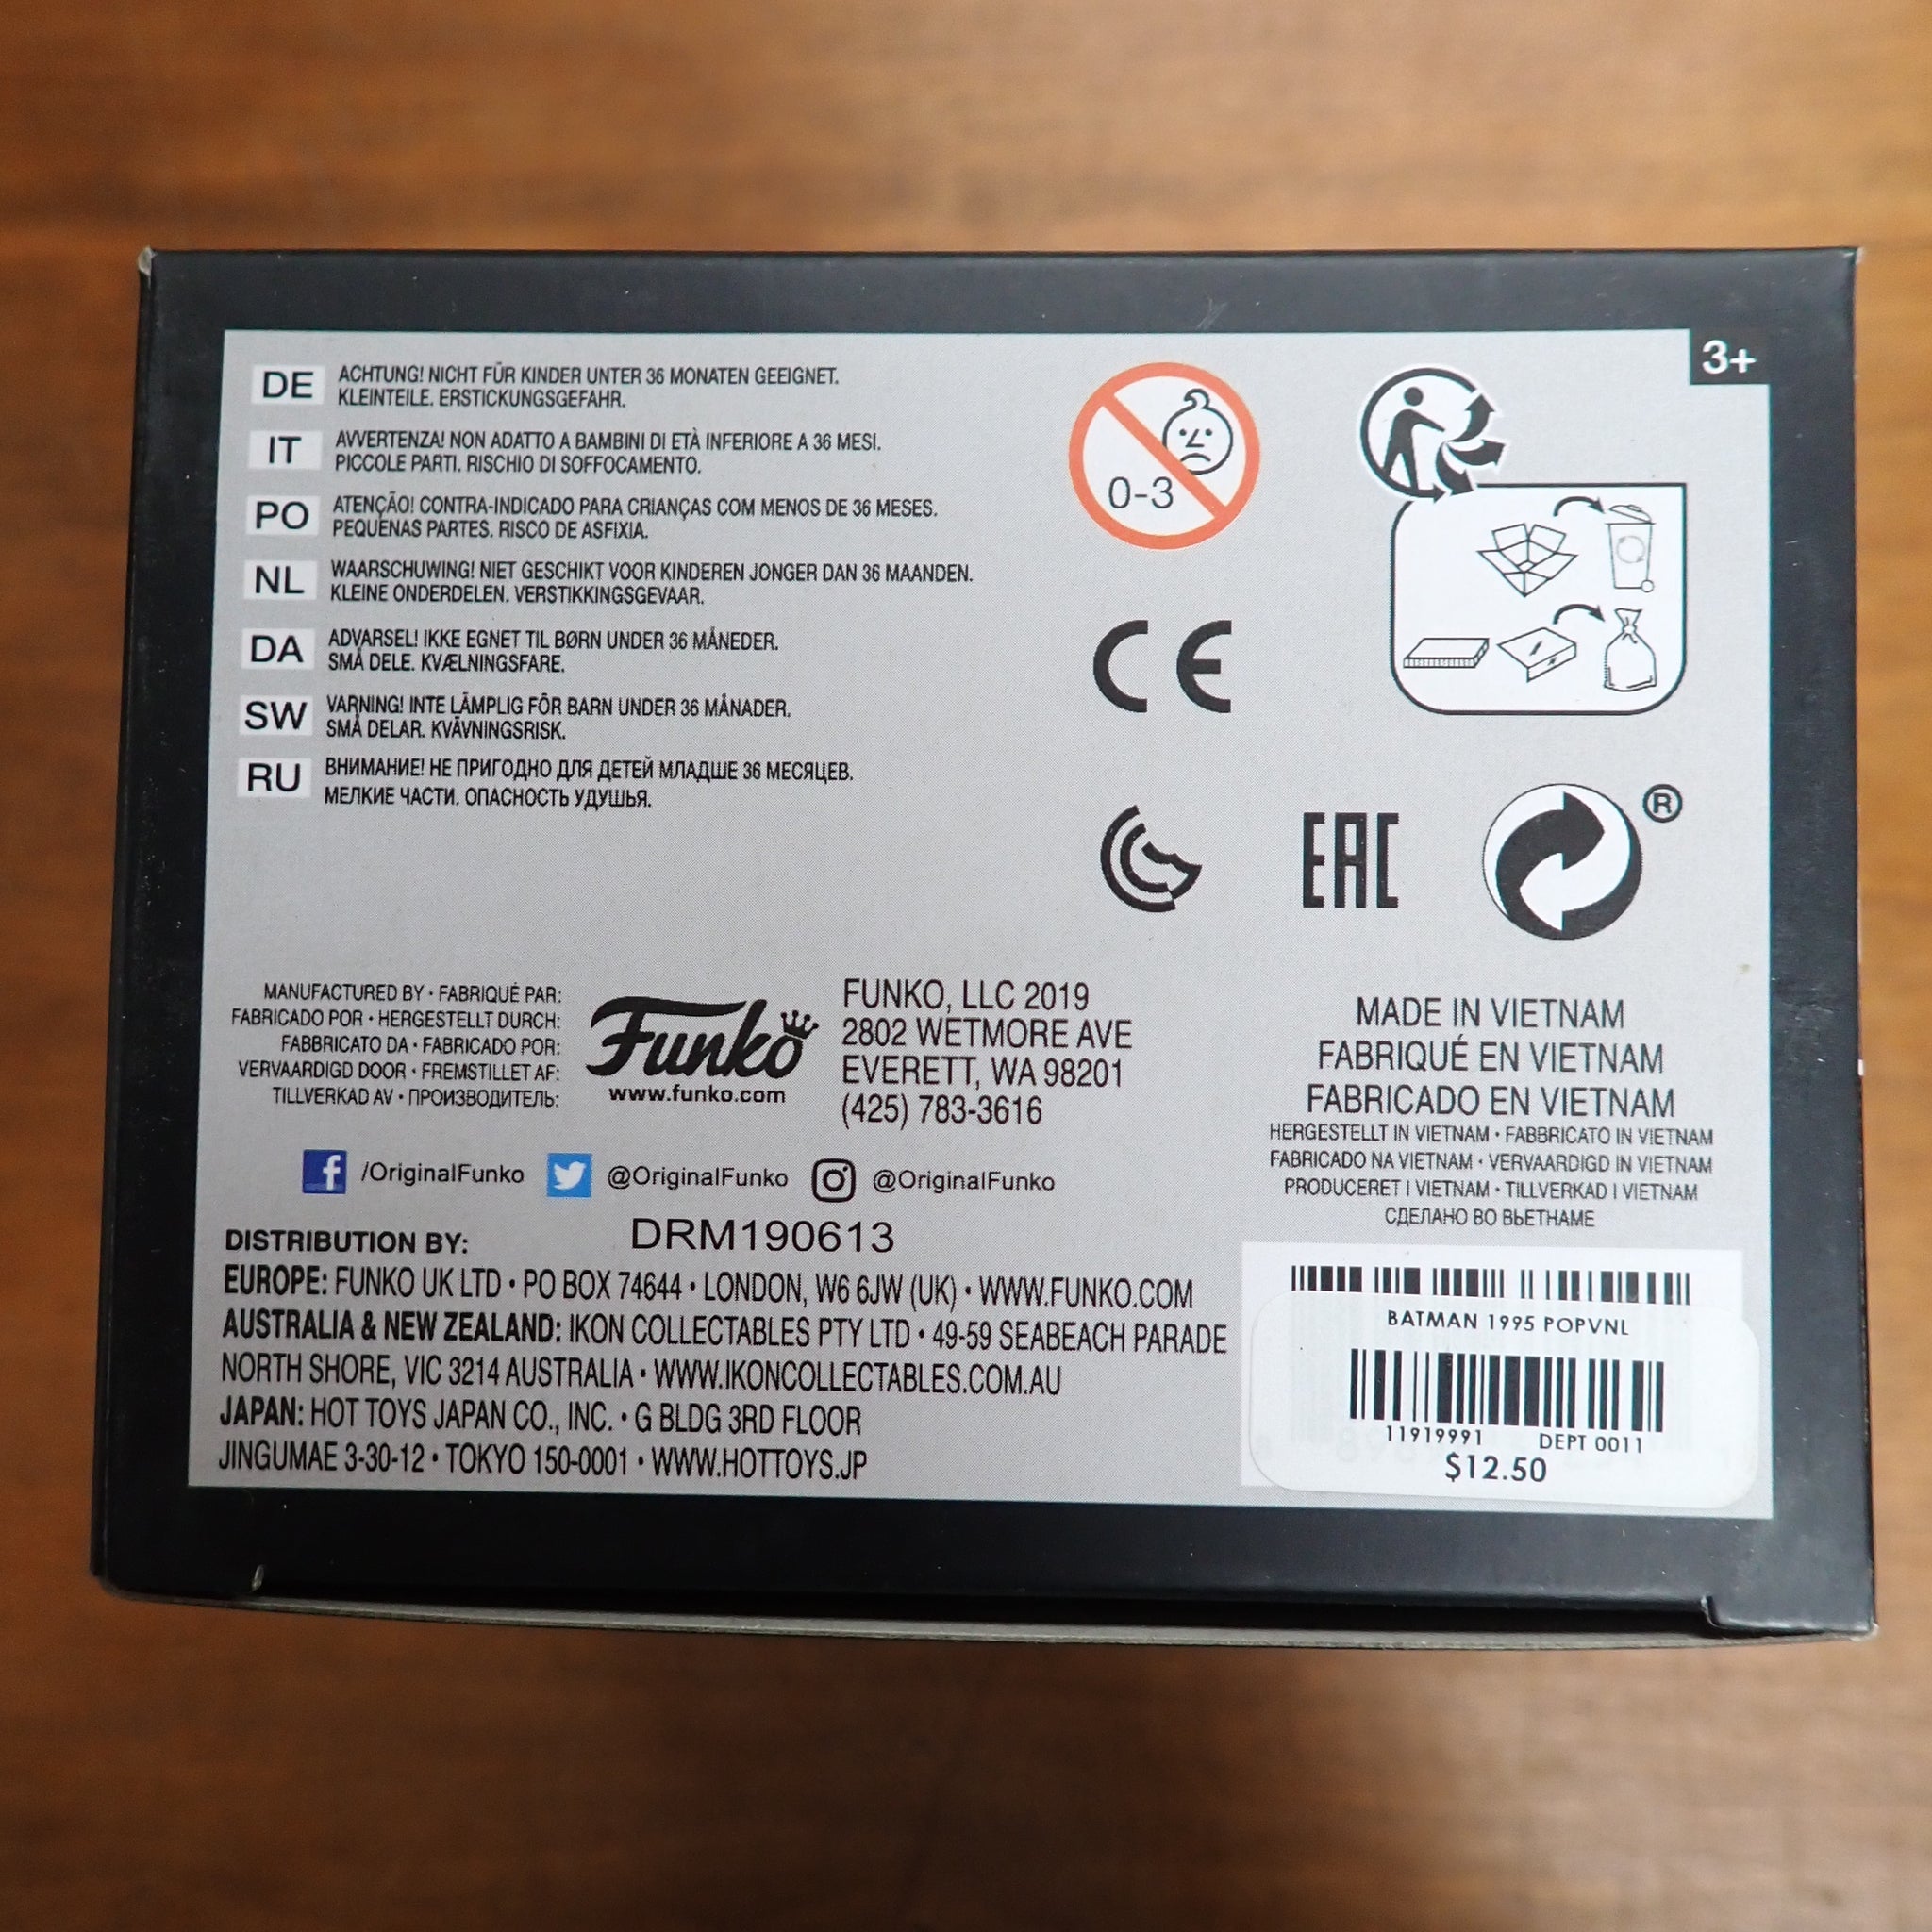 3+
DE ACHTUNG! NICHT FÜR KINDER UNTER 36 MONATEN GEEIGNET.
KLEINTEILE. ERSTICKUNGSGEFAHR.
IT AVVERTENZA! NON ADATTO A BAMBINI DI ETÀ INFERIORE A 36 MESI.
PICCOLE PARTI. RISCHIO DI SOFFOCAMENTO.
PO ATENÇÃO! CONTRA-INDICADO PARA CRIANÇAS COM MENOS DE 36 MESES.
PEQUENAS PARTES. RISCO DE ASFIXIA.
NL WAARSCHUWING! NIET GESCHIKT VOOR KINDEREN JONGER DAN 36 MAANDEN.
KLEINE ONDERDELEN. VERSTIKKINGSGEVAAR.
DA ADVARSEL! IKKE EGNET TIL BØRN UNDER 36 MÅNEDER.
SMÅ DELE. KVÆLNINGSFARE.
SW VARNING! INTE LÄMPLIG FÖR BARN UNDER 36 MÅNADER.
SMÅ DELAR. KVÄVNINGSRISK.
RU ВНИМАНИЕ! НЕ ПРИГОДНО ДЛЯ ДЕТЕЙ МЛАДШЕ 36 МЕСЯЦЕВ.
МЕЛКИЕ ЧАСТИ. ОПАСНОСТЬ УДУШЬЯ.
0-3
CE
EAC
®
MANUFACTURED BY • FABRIQUÉ PAR:
FABRICADO POR • HERGESTELLT DURCH:
FABBRICATO DA • FABRICADO POR:
VERVAARDIGD DOOR • FREMSTILLET AF:
TILLVERKAD AV • ПРОИЗВОДИТЕЛЬ:
Funko
www.funko.com
FUNKO, LLC 2019
2802 WETMORE AVE
EVERETT, WA 98201
(425) 783-3616
MADE IN VIETNAM
FABRIQUÉ EN VIETNAM
FABRICADO EN VIETNAM
HERGESTELLT IN VIETNAM • FABBRICATO IN VIETNAM
FABRICADO NA VIETNAM • VERVAARDIGD IN VIETNAM
PRODUCERET I VIETNAM • TILLVERKAD I VIETNAM
СДЕЛАНО ВО ВЬЕТНАМЕ
f /OriginalFunko @OriginalFunko @OriginalFunko
DISTRIBUTION BY: DRM190613
EUROPE: FUNKO UK LTD • PO BOX 74644 • LONDON, W6 6JW (UK) • WWW.FUNKO.COM
AUSTRALIA & NEW ZEALAND: IKON COLLECTABLES PTY LTD • 49-59 SEABEACH PARADE
NORTH SHORE, VIC 3214 AUSTRALIA • WWW.IKONCOLLECTABLES.COM.AU
JAPAN: HOT TOYS JAPAN CO., INC. • G BLDG 3RD FLOOR
JINGUMAE 3-30-12 • TOKYO 150-0001 • WWW.HOTTOYS.JP
BATMAN 1995 POPVNL
11919991 DEPT 0011
$12.50